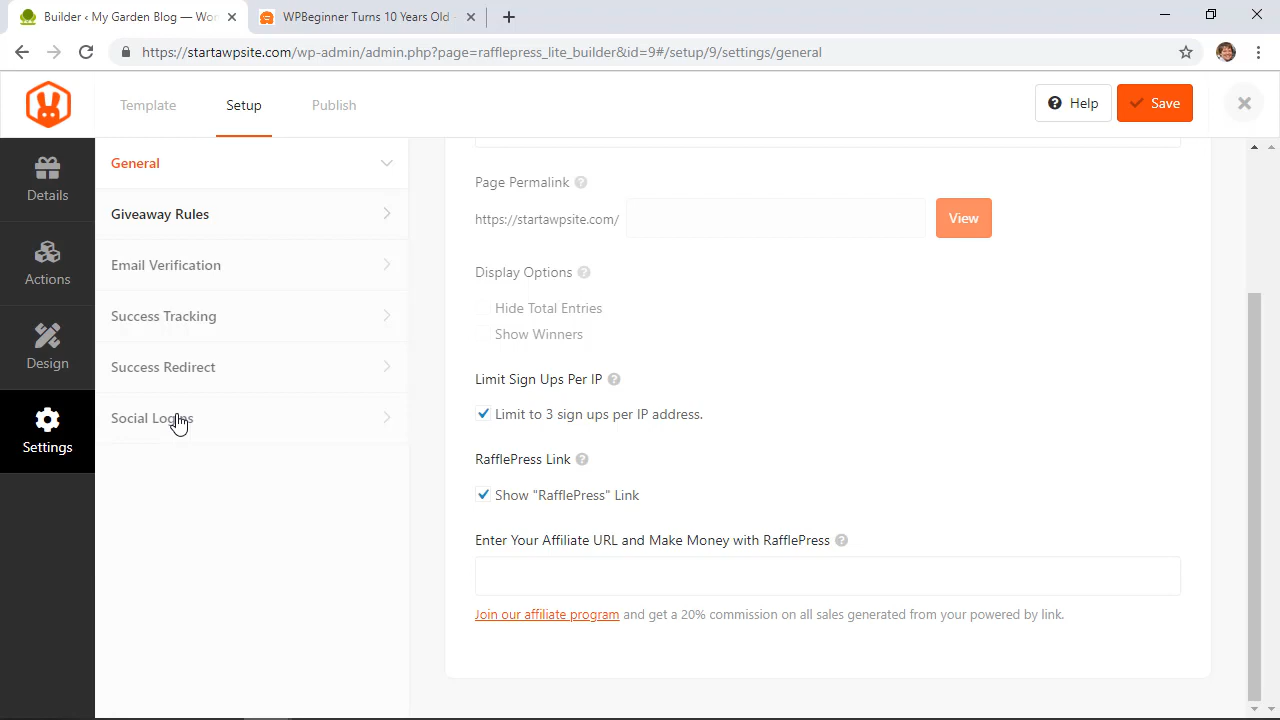 Builder ‹ My Garden Blog — Wor
WPBeginner Turns 10 Years Old
https://startawpsite.com/wp-admin/admin.php?page=rafflepress_lite_builder&id=9#/setup/9/settings/general
Template
Setup
Publish
Help
Save
Details
Actions
Design
Settings
General
Giveaway Rules
Email Verification
Success Tracking
Success Redirect
Social Logins
Page Permalink
https://startawpsite.com/
View
Display Options
Hide Total Entries
Show Winners
Limit Sign Ups Per IP
Limit to 3 sign ups per IP address.
RafflePress Link
Show "RafflePress" Link
Enter Your Affiliate URL and Make Money with RafflePress
Join our affiliate program and get a 20% commission on all sales generated from your powered by link.